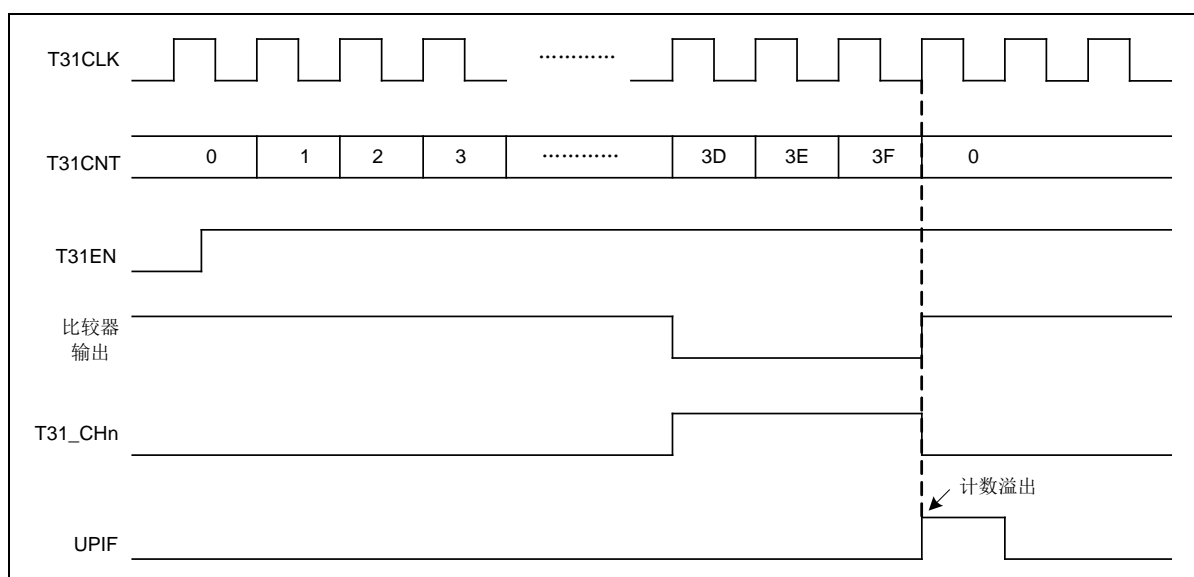 T31CLK
…………
T31CNT 0 1 2 3 ………… 3D 3E 3F 0
T31EN
比较器
输出
T31_CHn
计数溢出
UPIF